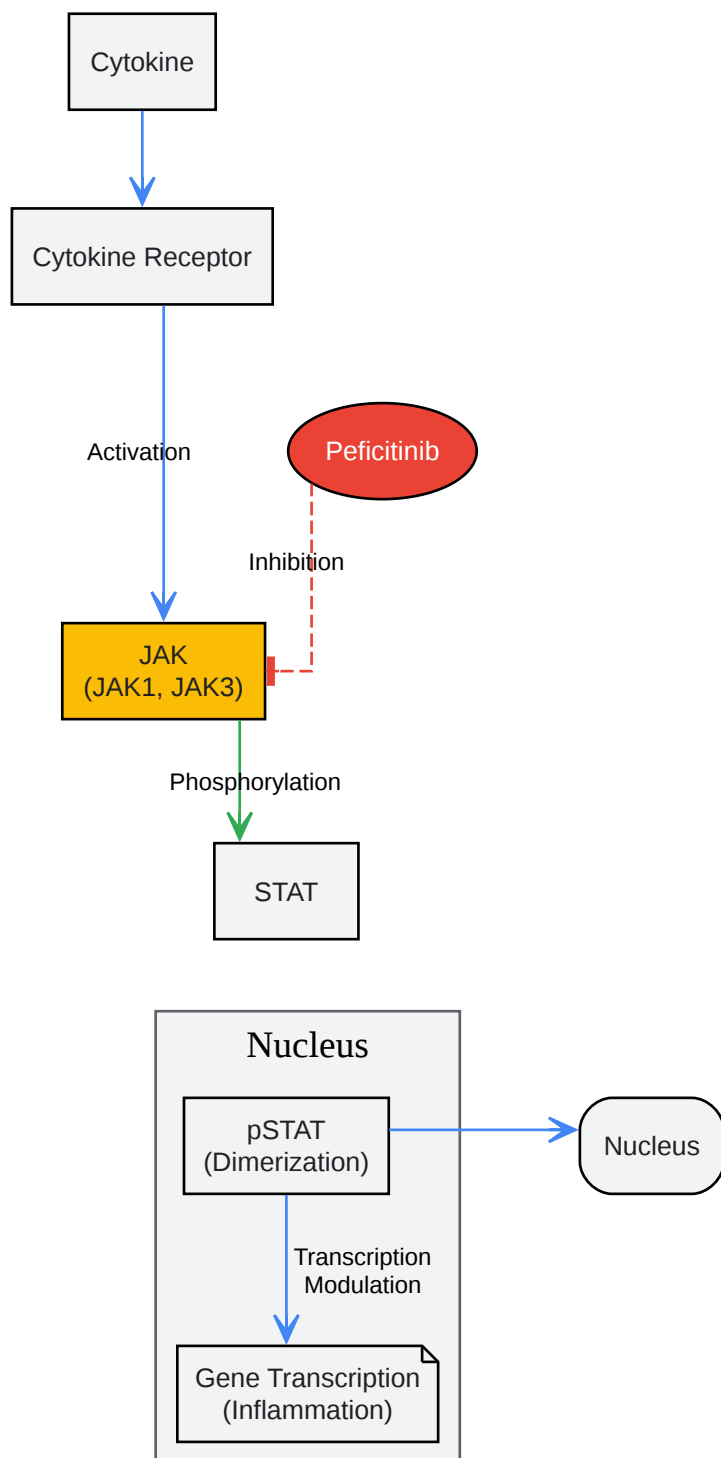 Cytokine
Cytokine Receptor
Activation
Peficitinib
Inhibition
JAK
(JAK1, JAK3)
Phosphorylation
STAT
Nucleus
pSTAT
(Dimerization)
Nucleus
Transcription
Modulation
Gene Transcription
(Inflammation)